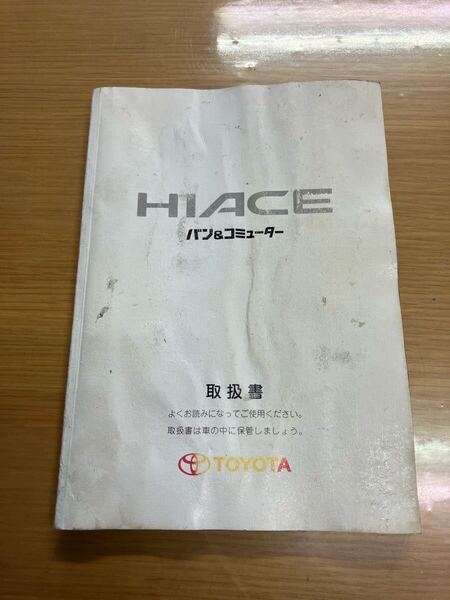 HIACE
バン&コミューター
取扱書
よくお読みになってご使用ください。
取扱書は車の中に保管しましょう。
TOYOTA